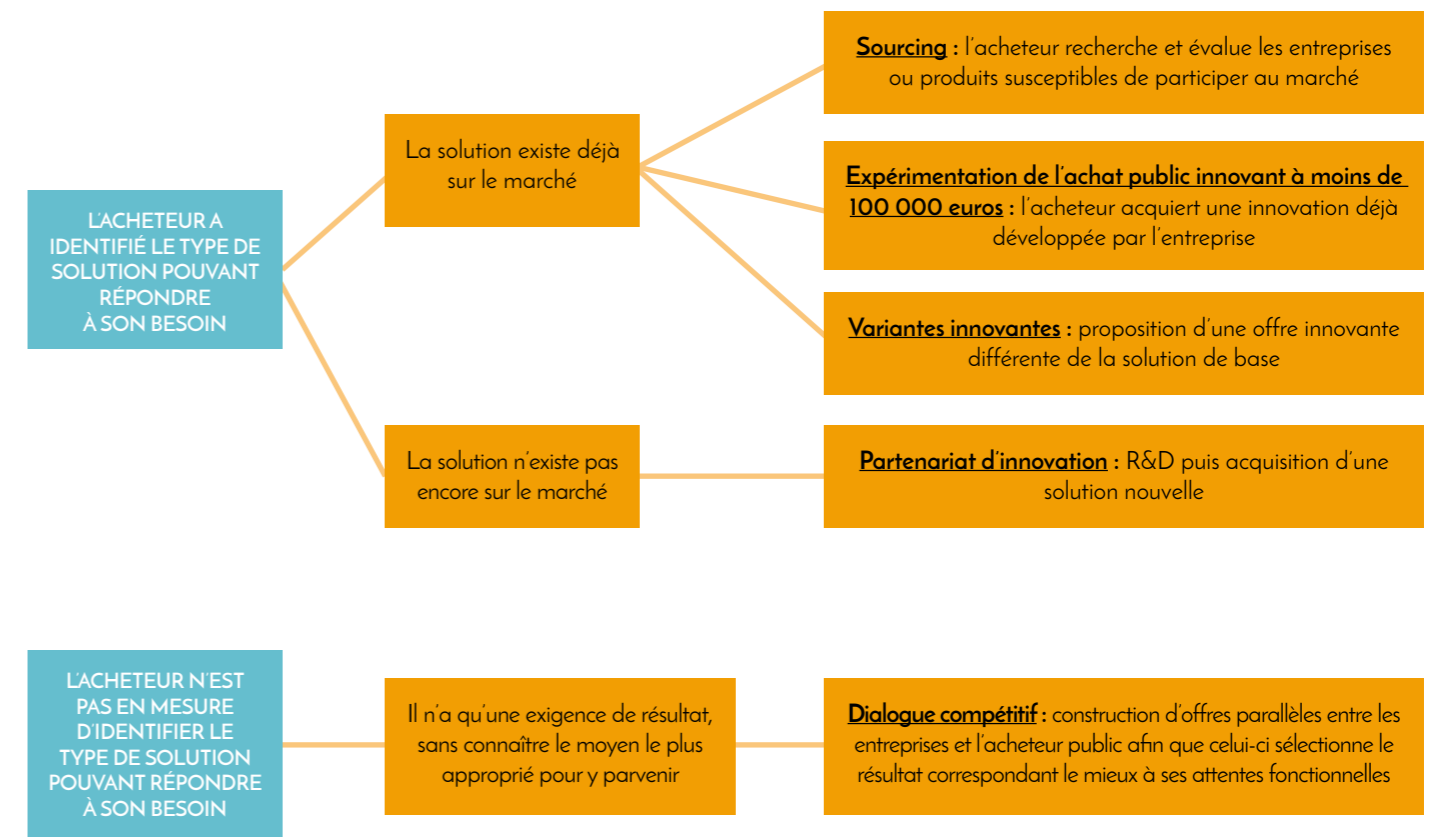 L'ACHETEUR A
IDENTIFIÉ LE TYPE DE
SOLUTION POUVANT
RÉPONDRE
À SON BESOIN
La solution existe déjà
sur le marché
Sourcing : l'acheteur recherche et évalue les entreprises
ou produits susceptibles de participer au marché
Expérimentation de l'achat public innovant à moins de
100 000 euros : l'acheteur acquiert une innovation déjà
développée par l'entreprise
Variantes innovantes : proposition d'une offre innovante
différente de la solution de base
La solution n'existe pas
encore sur le marché
Partenariat d'innovation : R&D puis acquisition d'une
solution nouvelle
L'ACHETEUR N'EST
PAS EN MESURE
D'IDENTIFIER LE
TYPE DE SOLUTION
POUVANT RÉPONDRE
À SON BESOIN
Il n'a qu'une exigence de résultat,
sans connaître le moyen le plus
approprié pour y parvenir
Dialogue compétitif : construction d'offres parallèles entre les
entreprises et l'acheteur public afin que celui-ci sélectionne le
résultat correspondant le mieux à ses attentes fonctionnelles